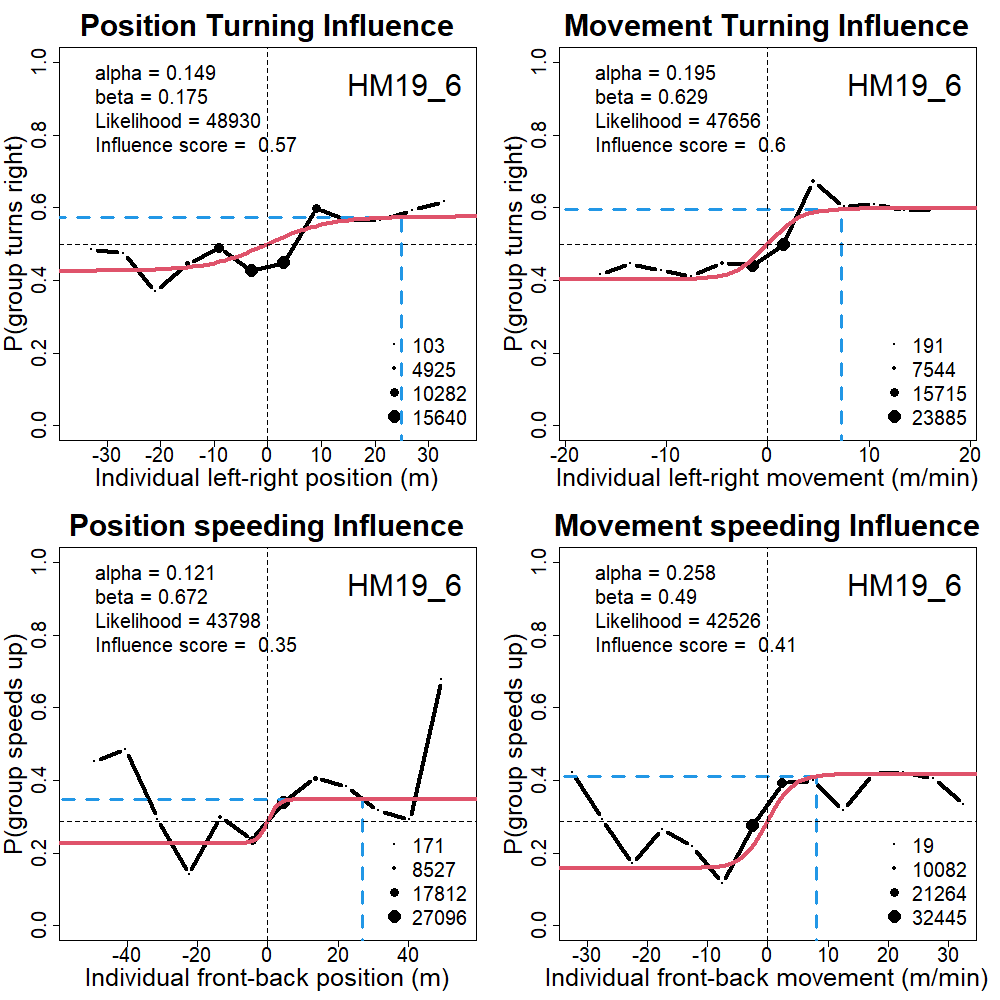 Position Turning Influence
alpha = 0.149
beta = 0.175
Likelihood = 48930
Influence score = 0.57
HM19_6
P(group turns right)
1.0
0.8
0.6
0.4
0.2
0.0
103
4925
10282
15640
-30 -20 -10 0 10 20 30
Individual left-right position (m)
Movement Turning Influence
alpha = 0.195
beta = 0.629
Likelihood = 47656
Influence score = 0.6
HM19_6
P(group turns right)
1.0
0.8
0.6
0.4
0.2
0.0
191
7544
15715
23885
-20 -10 0 10 20
Individual left-right movement (m/min)
Position speeding Influence
alpha = 0.121
beta = 0.672
Likelihood = 43798
Influence score = 0.35
HM19_6
P(group speeds up)
1.0
0.8
0.6
0.4
0.2
0.0
171
8527
17812
27096
-40 -20 0 20 40
Individual front-back position (m)
Movement speeding Influence
alpha = 0.258
beta = 0.49
Likelihood = 42526
Influence score = 0.41
HM19_6
P(group speeds up)
1.0
0.8
0.6
0.4
0.2
0.0
19
10082
21264
32445
-30 -20 -10 0 10 20 30
Individual front-back movement (m/min)